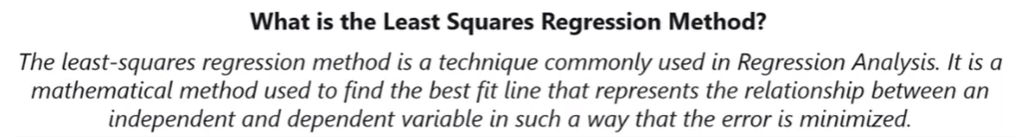 What is the Least Squares Regression Method?
The least-squares regression method is a technique commonly used in Regression Analysis. It is a
mathematical method used to find the best fit line that represents the relationship between an
independent and dependent variable in such a way that the error is minimized.